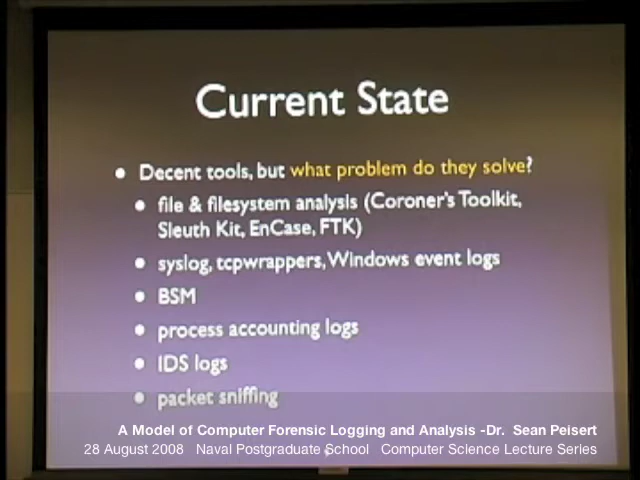 Current State
• Decent tools, but what problem do they solve?
• file & filesystem analysis (Coroner's Toolkit,
Sleuth Kit, EnCase, FTK)
• syslog, tcpwrappers, Windows event logs
• BSM
• process accounting logs
• IDS logs
• packet sniffing
A Model of Computer Forensic Logging and Analysis -Dr. Sean Peisert
28 August 2008 Naval Postgraduate School Computer Science Lecture Series